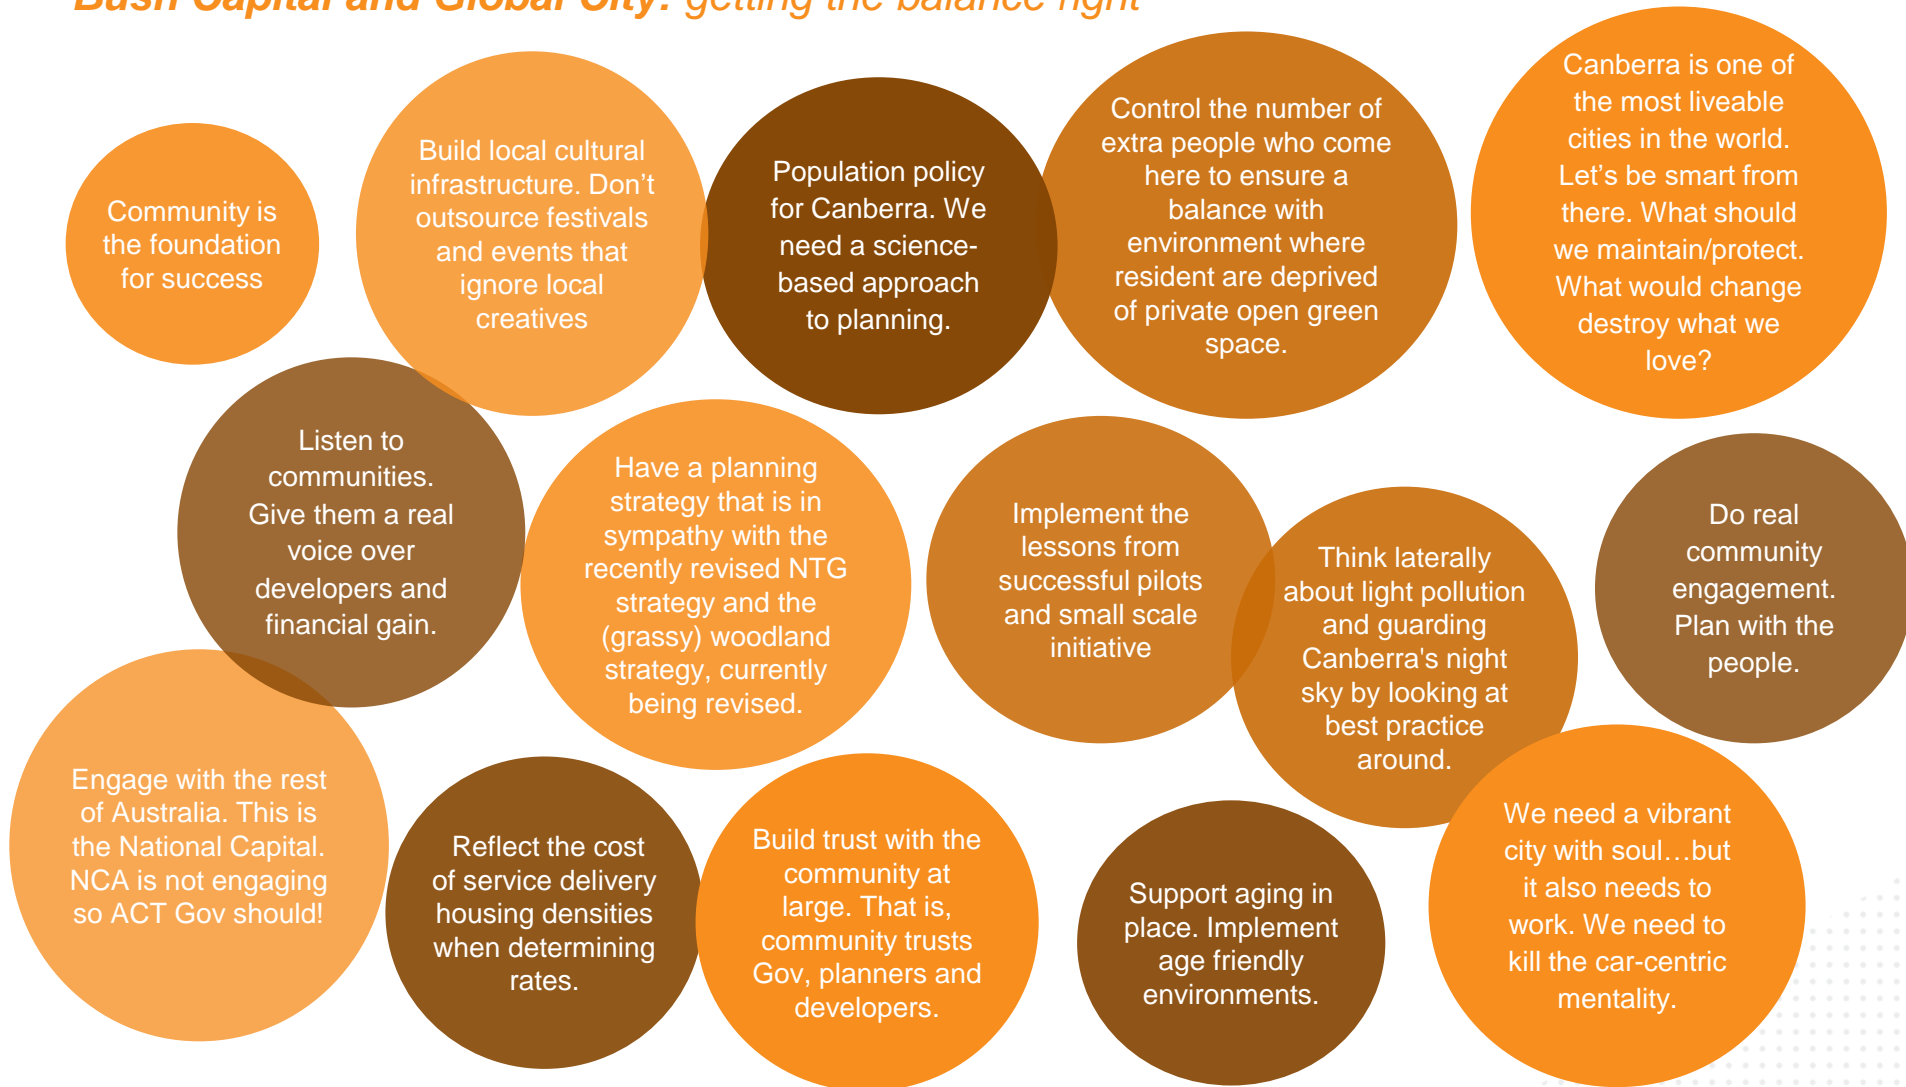 Bush Capital and Global City: getting the balance right
Community is
the foundation
for success
Build local cultural
infrastructure. Don’t
outsource festivals
and events that
ignore local
creatives
Population policy
for Canberra. We
need a science-
based approach
to planning.
Control the number of
extra people who come
here to ensure a
balance with
environment where
resident are deprived
of private open green
space.
Canberra is one of
the most liveable
cities in the world.
Let’s be smart from
there. What should
we maintain/protect.
What would change
destroy what we
love?
Listen to
communities.
Give them a real
voice over
developers and
financial gain.
Have a planning
strategy that is in
sympathy with the
recently revised NTG
strategy and the
(grassy) woodland
strategy, currently
being revised.
Implement the
lessons from
successful pilots
and small scale
initiative
Think laterally
about light pollution
and guarding
Canberra's night
sky by looking at
best practice
around.
Do real
community
engagement.
Plan with the
people.
Engage with the rest
of Australia. This is
the National Capital.
NCA is not engaging
so ACT Gov should!
Reflect the cost
of service delivery
housing densities
when determining
rates.
Build trust with the
community at
large. That is,
community trusts
Gov, planners and
developers.
Support aging in
place. Implement
age friendly
environments.
We need a vibrant
city with soul…but
it also needs to
work. We need to
kill the car-centric
mentality.